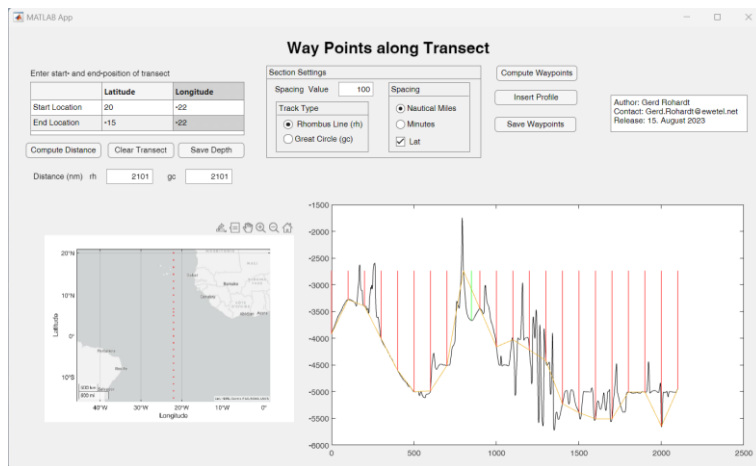 MATLAB App
Way Points along Transect
Enter start- and end-position of transect
Latitude Longitude
Start Location 20 -22
End Location -15 -22
Compute Distance Clear Transect Save Depth
Distance (nm) rh 2101 gc 2101
Section Settings
Spacing Value 100
Track Type
Rhombus Line (rh)
Great Circle (gc)
Spacing
Nautical Miles
Minutes
Lat
Compute Waypoints
Insert Profile
Save Waypoints
Author: Gerd Rohardt
Contact: Gerd.Rohardt@ewetel.net
Release: 15. August 2023
20°N
10°N
0°
10°S
Latitude
500 km
40°W 30°W 20°W 10°W 0°
Longitude
-1500
-2000
-2500
-3000
-3500
-4000
-4500
-5000
-5500
-6000
0 500 1000 1500 2000 2500